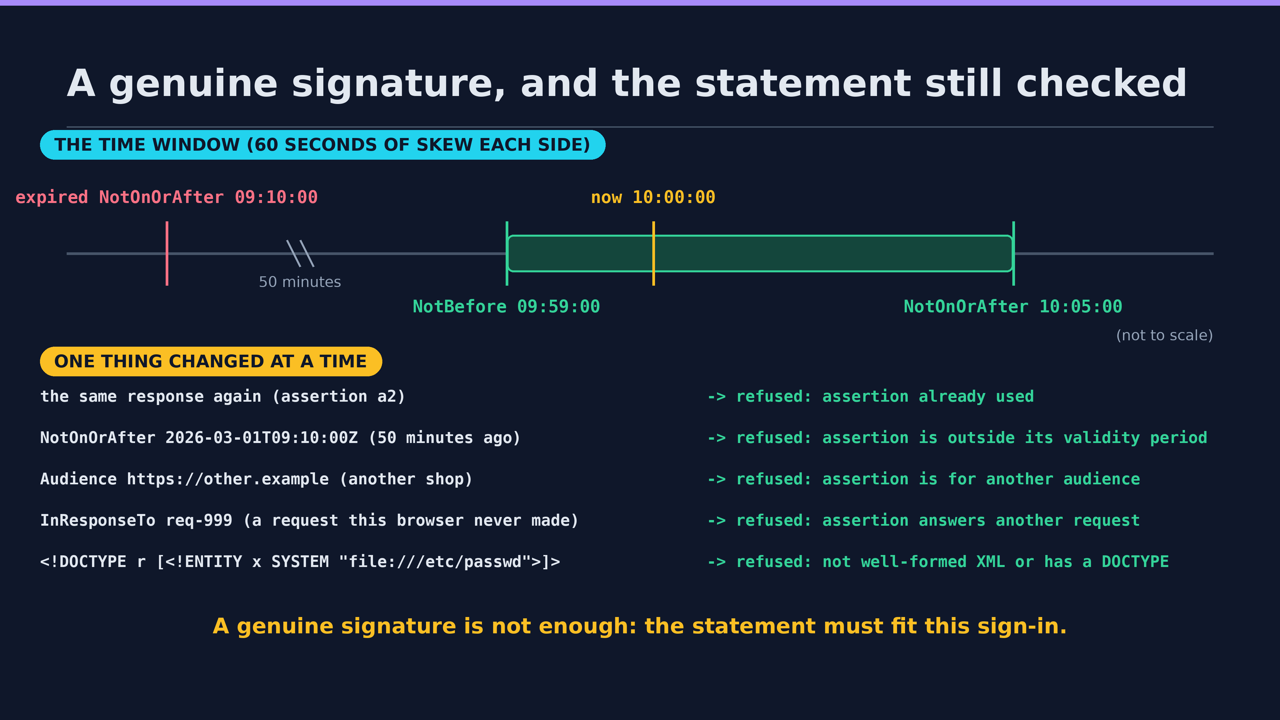 A genuine signature, and the statement still checked
THE TIME WINDOW (60 SECONDS OF SKEW EACH SIDE)
expired NotOnOrAfter 09:10:00
now 10:00:00
50 minutes
NotBefore 09:59:00
NotOnOrAfter 10:05:00
(not to scale)
ONE THING CHANGED AT A TIME
the same response again (assertion a2) -> refused: assertion already used
NotOnOrAfter 2026-03-01T09:10:00Z (50 minutes ago) -> refused: assertion is outside its validity period
Audience https://other.example (another shop) -> refused: assertion is for another audience
InResponseTo req-999 (a request this browser never made) -> refused: assertion answers another request
<!DOCTYPE r [<!ENTITY x SYSTEM "file:///etc/passwd">]> -> refused: not well-formed XML or has a DOCTYPE
A genuine signature is not enough: the statement must fit this sign-in.